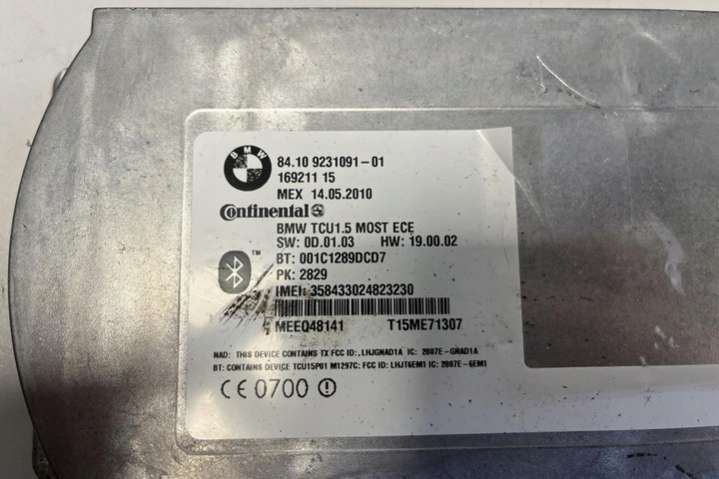 BMW
84.10 9231091-01
169211 15
MEX 14.05.2010
Continental
BMW TCU1.5 MOST ECE
SW: 0D.01.03 HW: 19.00.02
BT: 001C1289DCD7
™
PK: 2829
IMEI: 358433024823230
MEEQ48141 T15ME71307
NAD: THIS DEVICE CONTAINS TX FCC ID: LHJGNAD1A IC: 2807E-GNAD1A
BT: CONTAINS DEVICE TCU15P01 M1297C: FCC ID: LHJT6EM1 IC: 2807E-6EM1
CE 0700